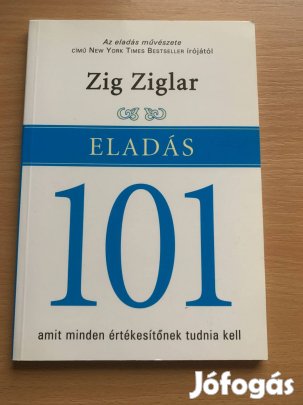 Az eladás művészete
CÍMŰ NEW YORK TIMES BESTSELLER írójától
Zig Ziglar
ELADÁS
101
amit minden értékesítőnek tudnia kell
Jófogás